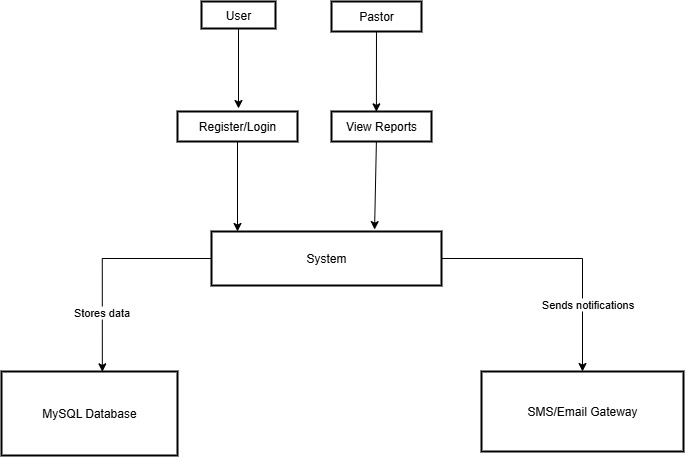 User
Pastor
Register/Login
View Reports
System
Stores data
Sends notifications
MySQL Database
SMS/Email Gateway